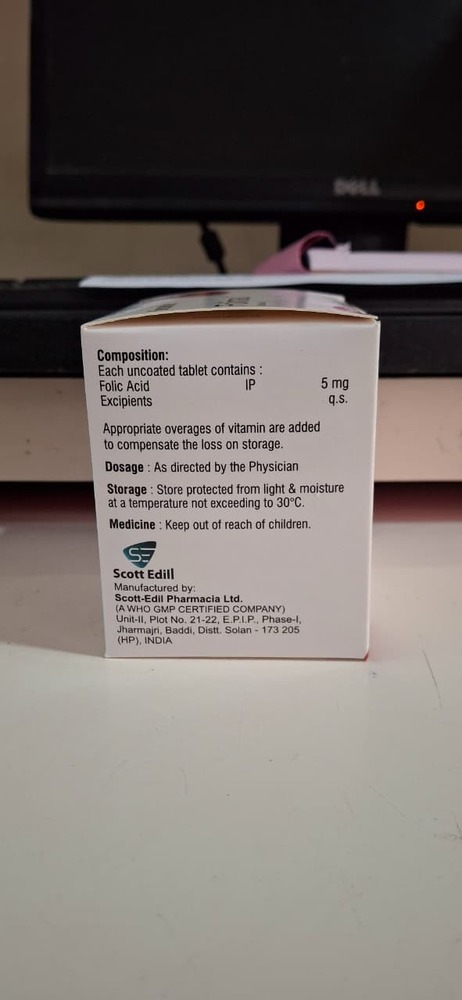 DELL
Composition:
Each uncoated tablet contains :
Folic Acid IP 5 mg
Excipients q.s.
Appropriate overages of vitamin are added
to compensate the loss on storage.
Dosage : As directed by the Physician
Storage : Store protected from light & moisture
at a temperature not exceeding to 30°C.
Medicine : Keep out of reach of children.
SE
Scott Edill
Manufactured by:
Scott-Edil Pharmacia Ltd.
(A WHO GMP CERTIFIED COMPANY)
Unit-II, Plot No. 21-22, E.P.I.P., Phase-I,
Jharmajri, Baddi, Distt. Solan - 173 205
(HP), INDIA